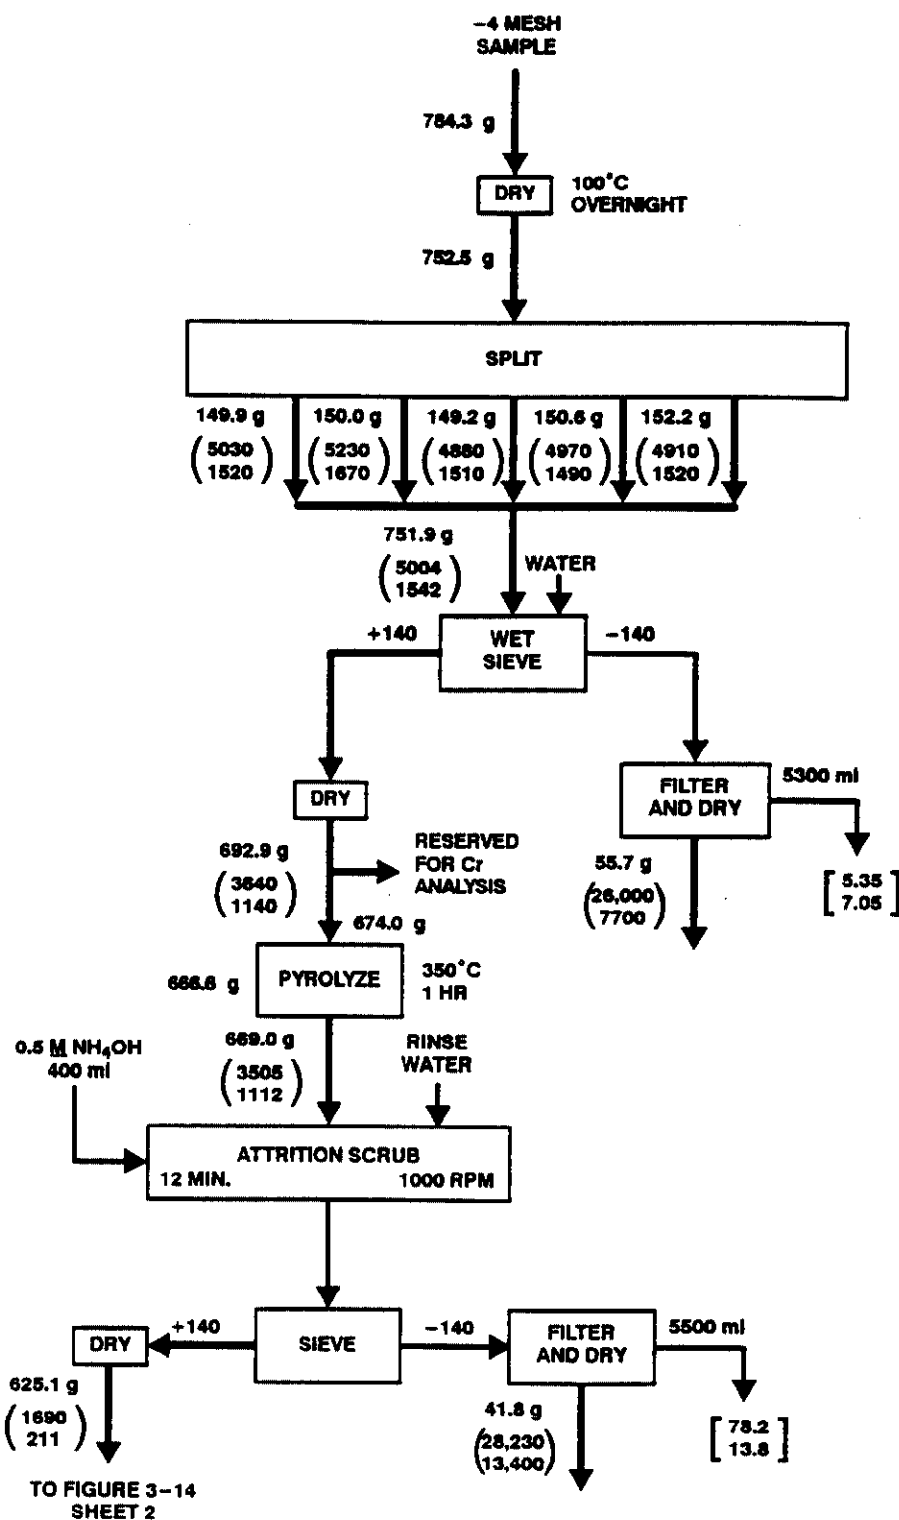 -4 MESH
SAMPLE
784.3 g
DRY
100°C
OVERNIGHT
752.5 g
SPLIT
149.9 g
(5030
1520)
150.0 g
(5230
1670)
149.2 g
(4880
1510)
150.6 g
(4970
1490)
152.2 g
(4910
1520)
751.9 g
(5004
1542)
WATER
+140
WET
SIEVE
-140
DRY
FILTER
AND DRY
5300 ml
692.9 g
(3640
1140)
RESERVED
FOR Cr
ANALYSIS
55.7 g
(26,000
7700)
[5.35
7.05]
674.0 g
666.6 g
PYROLYZE
350°C
1 HR
0.5 M NH₄OH
400 ml
669.0 g
(3505
1112)
RINSE
WATER
ATTRITION SCRUB
12 MIN. 1000 RPM
DRY
+140
SIEVE
-140
FILTER
AND DRY
5500 ml
625.1 g
(1690
211)
41.8 g
(28,230
13,400)
[78.2
13.8]
TO FIGURE 3-14
SHEET 2